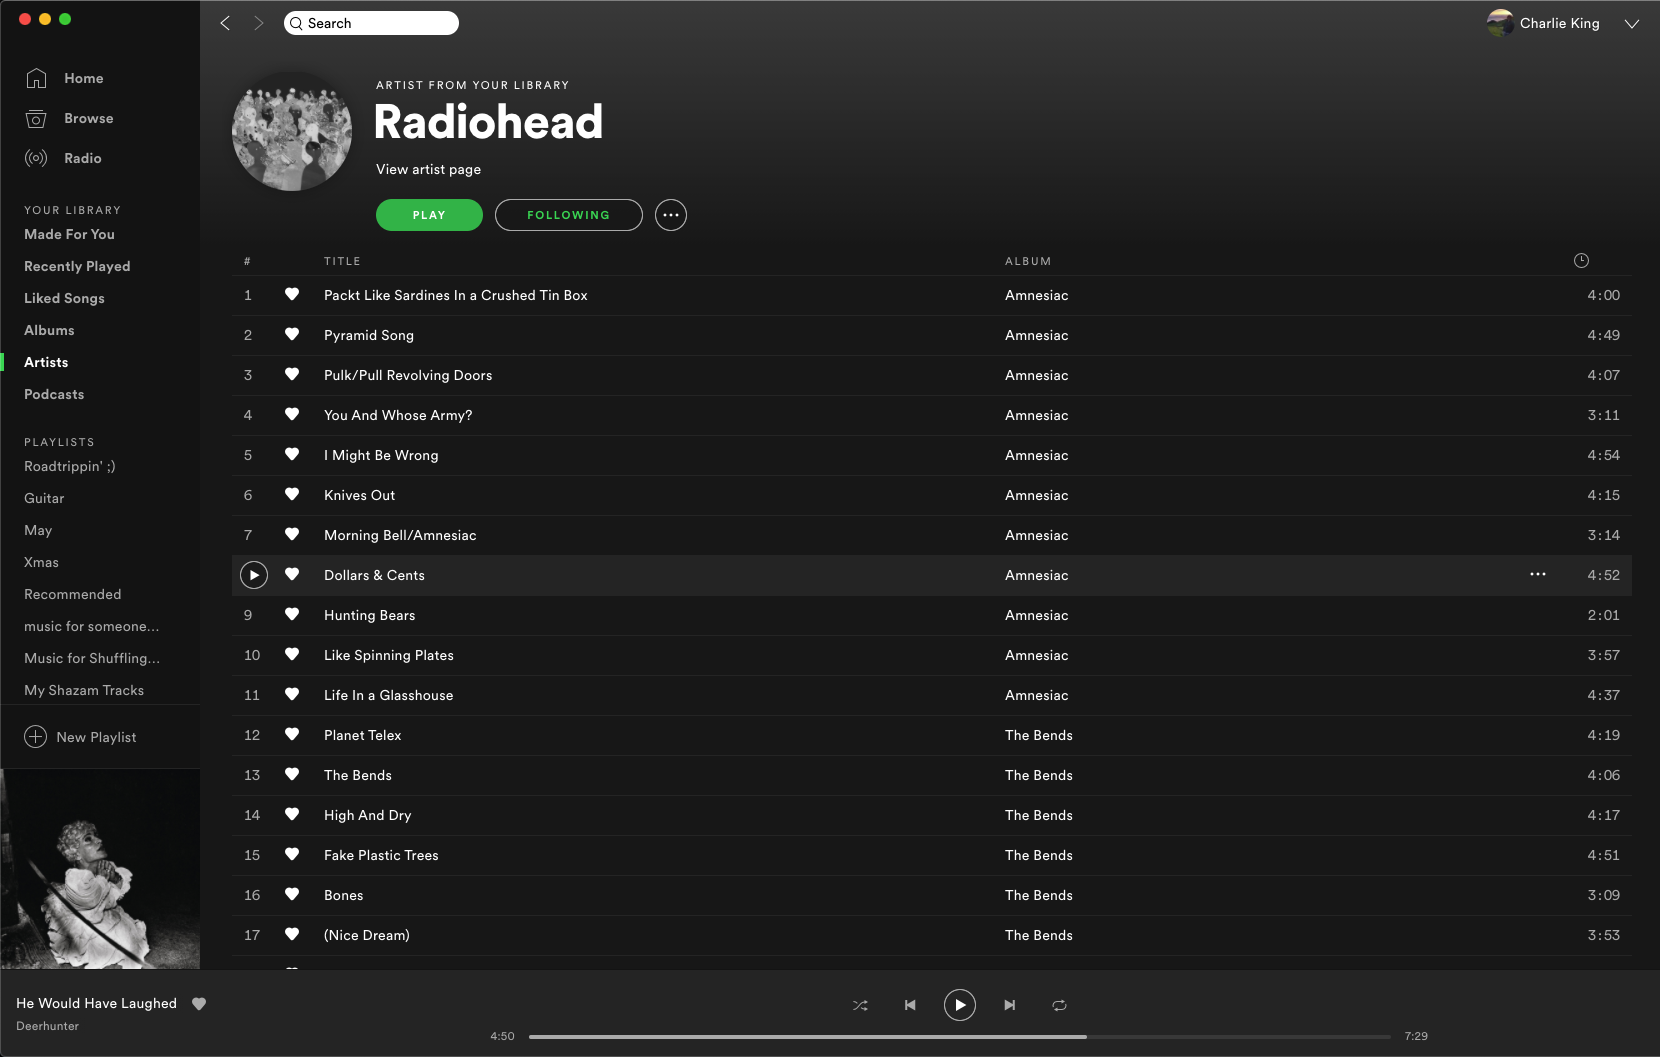 Search
Charlie King
Home
Browse
Radio
YOUR LIBRARY
Made For You
Recently Played
Liked Songs
Albums
Artists
Podcasts
PLAYLISTS
Roadtrippin' ;)
Guitar
May
Xmas
Recommended
music for someone...
Music for Shuffling...
My Shazam Tracks
New Playlist
ARTIST FROM YOUR LIBRARY
Radiohead
View artist page
PLAY FOLLOWING
# TITLE ALBUM
1 Packt Like Sardines In a Crushed Tin Box Amnesiac 4:00
2 Pyramid Song Amnesiac 4:49
3 Pulk/Pull Revolving Doors Amnesiac 4:07
4 You And Whose Army? Amnesiac 3:11
5 I Might Be Wrong Amnesiac 4:54
6 Knives Out Amnesiac 4:15
7 Morning Bell/Amnesiac Amnesiac 3:14
Dollars & Cents Amnesiac 4:52
9 Hunting Bears Amnesiac 2:01
10 Like Spinning Plates Amnesiac 3:57
11 Life In a Glasshouse Amnesiac 4:37
12 Planet Telex The Bends 4:19
13 The Bends The Bends 4:06
14 High And Dry The Bends 4:17
15 Fake Plastic Trees The Bends 4:51
16 Bones The Bends 3:09
17 (Nice Dream) The Bends 3:53
He Would Have Laughed
Deerhunter
4:50 7:29